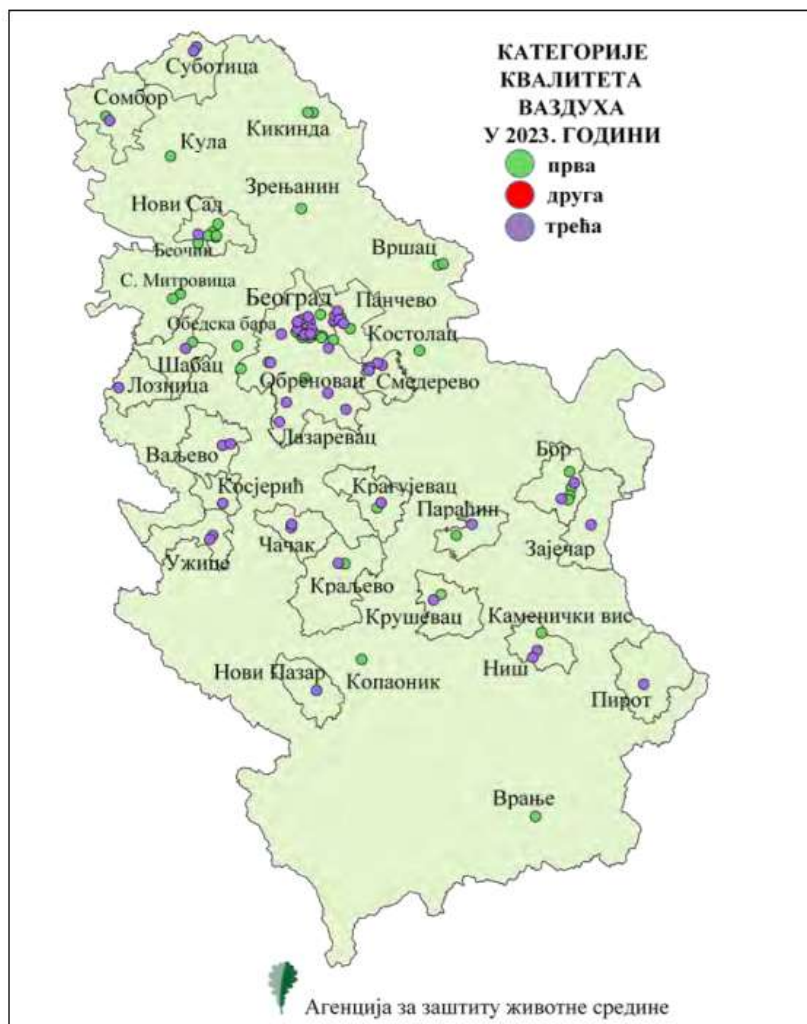 КАТЕГОРИЈЕ
КВАЛИТЕТА
ВАЗДУХА
У 2023. ГОДИНИ
прва
друга
трећа
Суботица
Сомбор
Кикинда
Кула
Зрењанин
Нови Сад
Беочин
Вршац
С. Митровица
Београд
Панчево
Обедска бара
Костолац
Шабац
Лозница
Обреновац
Смедерево
Лазаревац
Ваљево
Бор
Косјерић
Крагујевац
Параћин
Чачак
Зајечар
Ужице
Краљево
Крушевац
Каменички вис
Нови Пазар
Копаоник
Ниш
Пирот
Врање
Агенција за заштиту животне средине